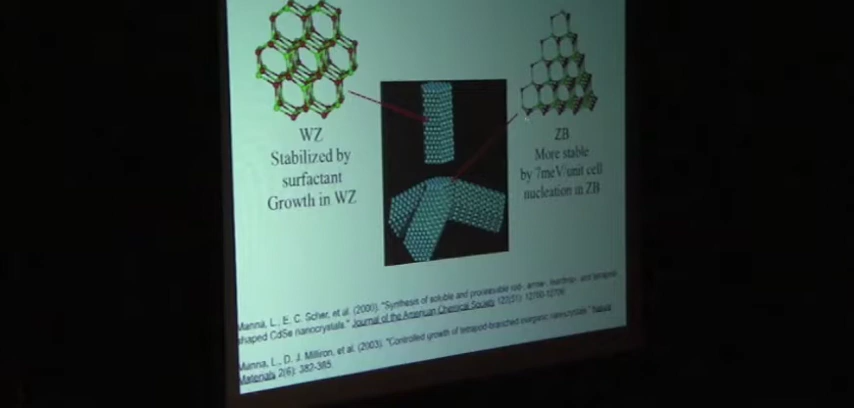 WZ
Stabilized by
surfactant
Growth in WZ
ZB
More stable
by 7meV/unit cell
nucleation in ZB
Manna, L., E. C. Scher, et al. (2000). "Synthesis of soluble and processable rod-, arrow-, teardrop-, and tetrapod-
shaped CdSe nanocrystals." Journal of the American Chemical Society 122(51): 12700-12706.
Manna, L., D. J. Milliron, et al. (2003). "Controlled growth of tetrapod-branched inorganic nanocrystals." Nature
Materials 2(6): 382-385.